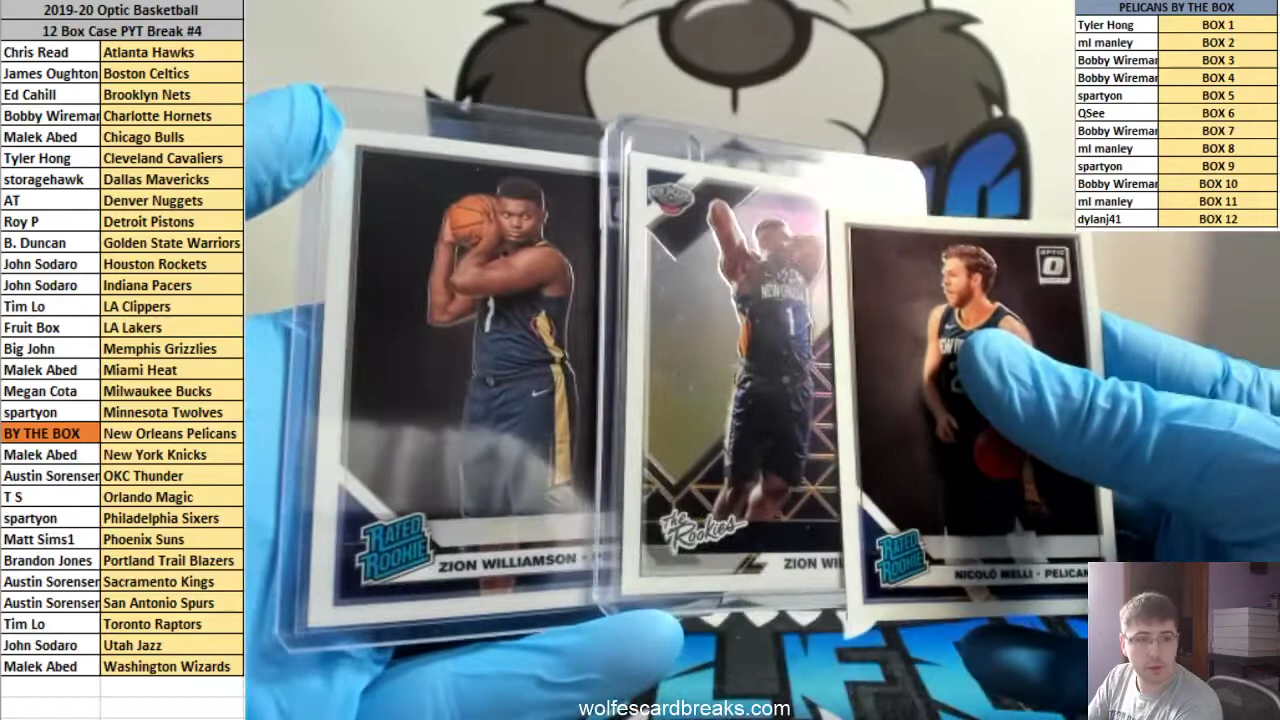 2019-20 Optic Basketball
12 Box Case PYT Break #4
Chris Read Atlanta Hawks
James Oughton Boston Celtics
Ed Cahill Brooklyn Nets
Bobby Wireman Charlotte Hornets
Malek Abed Chicago Bulls
Tyler Hong Cleveland Cavaliers
storagehawk Dallas Mavericks
AT Denver Nuggets
Roy P Detroit Pistons
B. Duncan Golden State Warriors
John Sodaro Houston Rockets
John Sodaro Indiana Pacers
Tim Lo LA Clippers
Fruit Box LA Lakers
Big John Memphis Grizzlies
Malek Abed Miami Heat
Megan Cota Milwaukee Bucks
spartyon Minnesota Twolves
BY THE BOX New Orleans Pelicans
Malek Abed New York Knicks
Austin Sorensen OKC Thunder
T S Orlando Magic
spartyon Philadelphia Sixers
Matt Sims1 Phoenix Suns
Brandon Jones Portland Trail Blazers
Austin Sorensen Sacramento Kings
Austin Sorensen San Antonio Spurs
Tim Lo Toronto Raptors
John Sodaro Utah Jazz
Malek Abed Washington Wizards
PELICANS BY THE BOX
Tyler Hong BOX 1
ml manley BOX 2
Bobby Wireman BOX 3
Bobby Wireman BOX 4
spartyon BOX 5
QSee BOX 6
Bobby Wireman BOX 7
ml manley BOX 8
spartyon BOX 9
Bobby Wireman BOX 10
ml manley BOX 11
dylanj41 BOX 12
RATED ROOKIE
ZION WILLIAMSON
The Rookies
ZION WIL
1
OPTIC
RATED ROOKIE
NICOLÒ MELLI • PELICAN
wolfescardbreaks.com